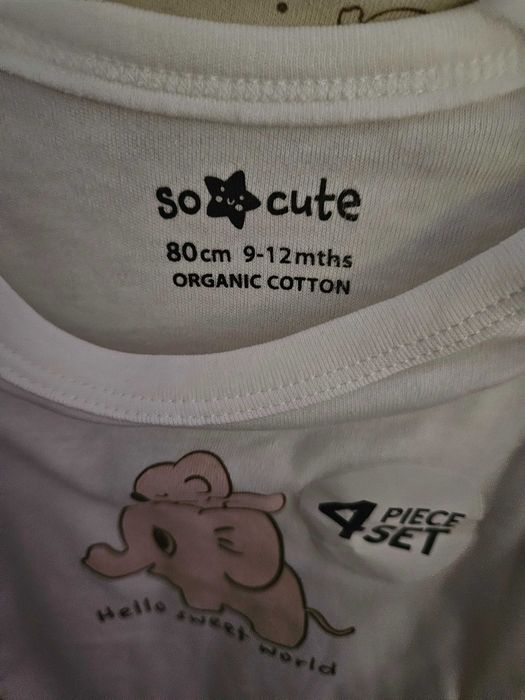 so cute
80cm 9-12mths
ORGANIC COTTON
4 PIECE
SET
Hello sweet world